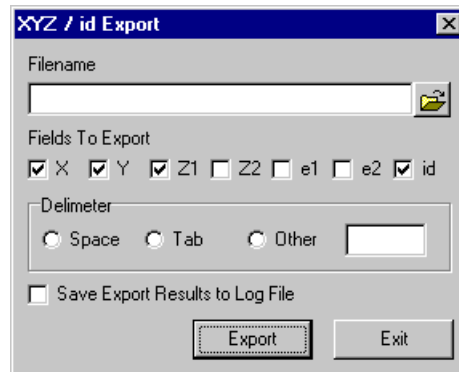 XYZ / id Export
Filename
Fields To Export
X Y Z1 Z2 e1 e2 id
Delimeter
Space Tab Other
Save Export Results to Log File
Export Exit